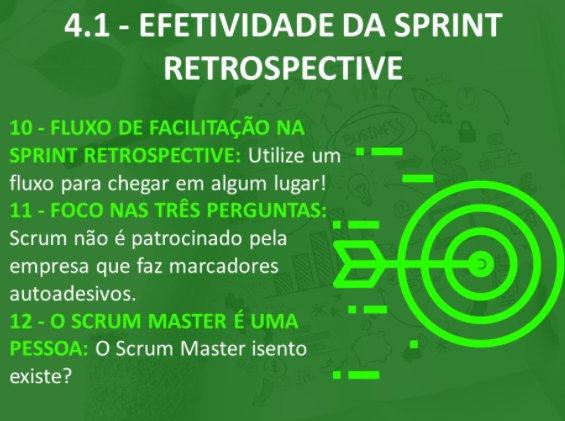 4.1 - EFETIVIDADE DA SPRINT
RETROSPECTIVE
10 - FLUXO DE FACILITAÇÃO NA
SPRINT RETROSPECTIVE: Utilize um
fluxo para chegar em algum lugar!
11 - FOCO NAS TRÊS PERGUNTAS:
Scrum não é patrocinado pela
empresa que faz marcadores
autoadesivos.
12 - O SCRUM MASTER É UMA
PESSOA: O Scrum Master isento
existe?
BUSINESS